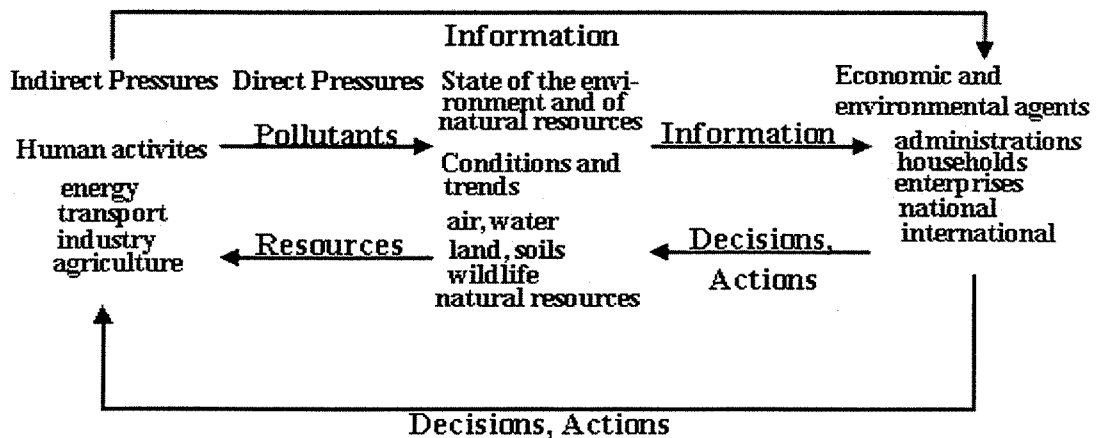 Information
Indirect Pressures
Direct Pressures
State of the envi-
ronment and of
natural resources
Economic and
environmental agents
Pollutants
Information
Human activites
Conditions and
trends
administrations
households
enterprises
national
international
energy
transport
industry
agriculture
Resources
air, water
land, soils
wildlife
natural resources
Decisions,
Actions
Decisions, Actions